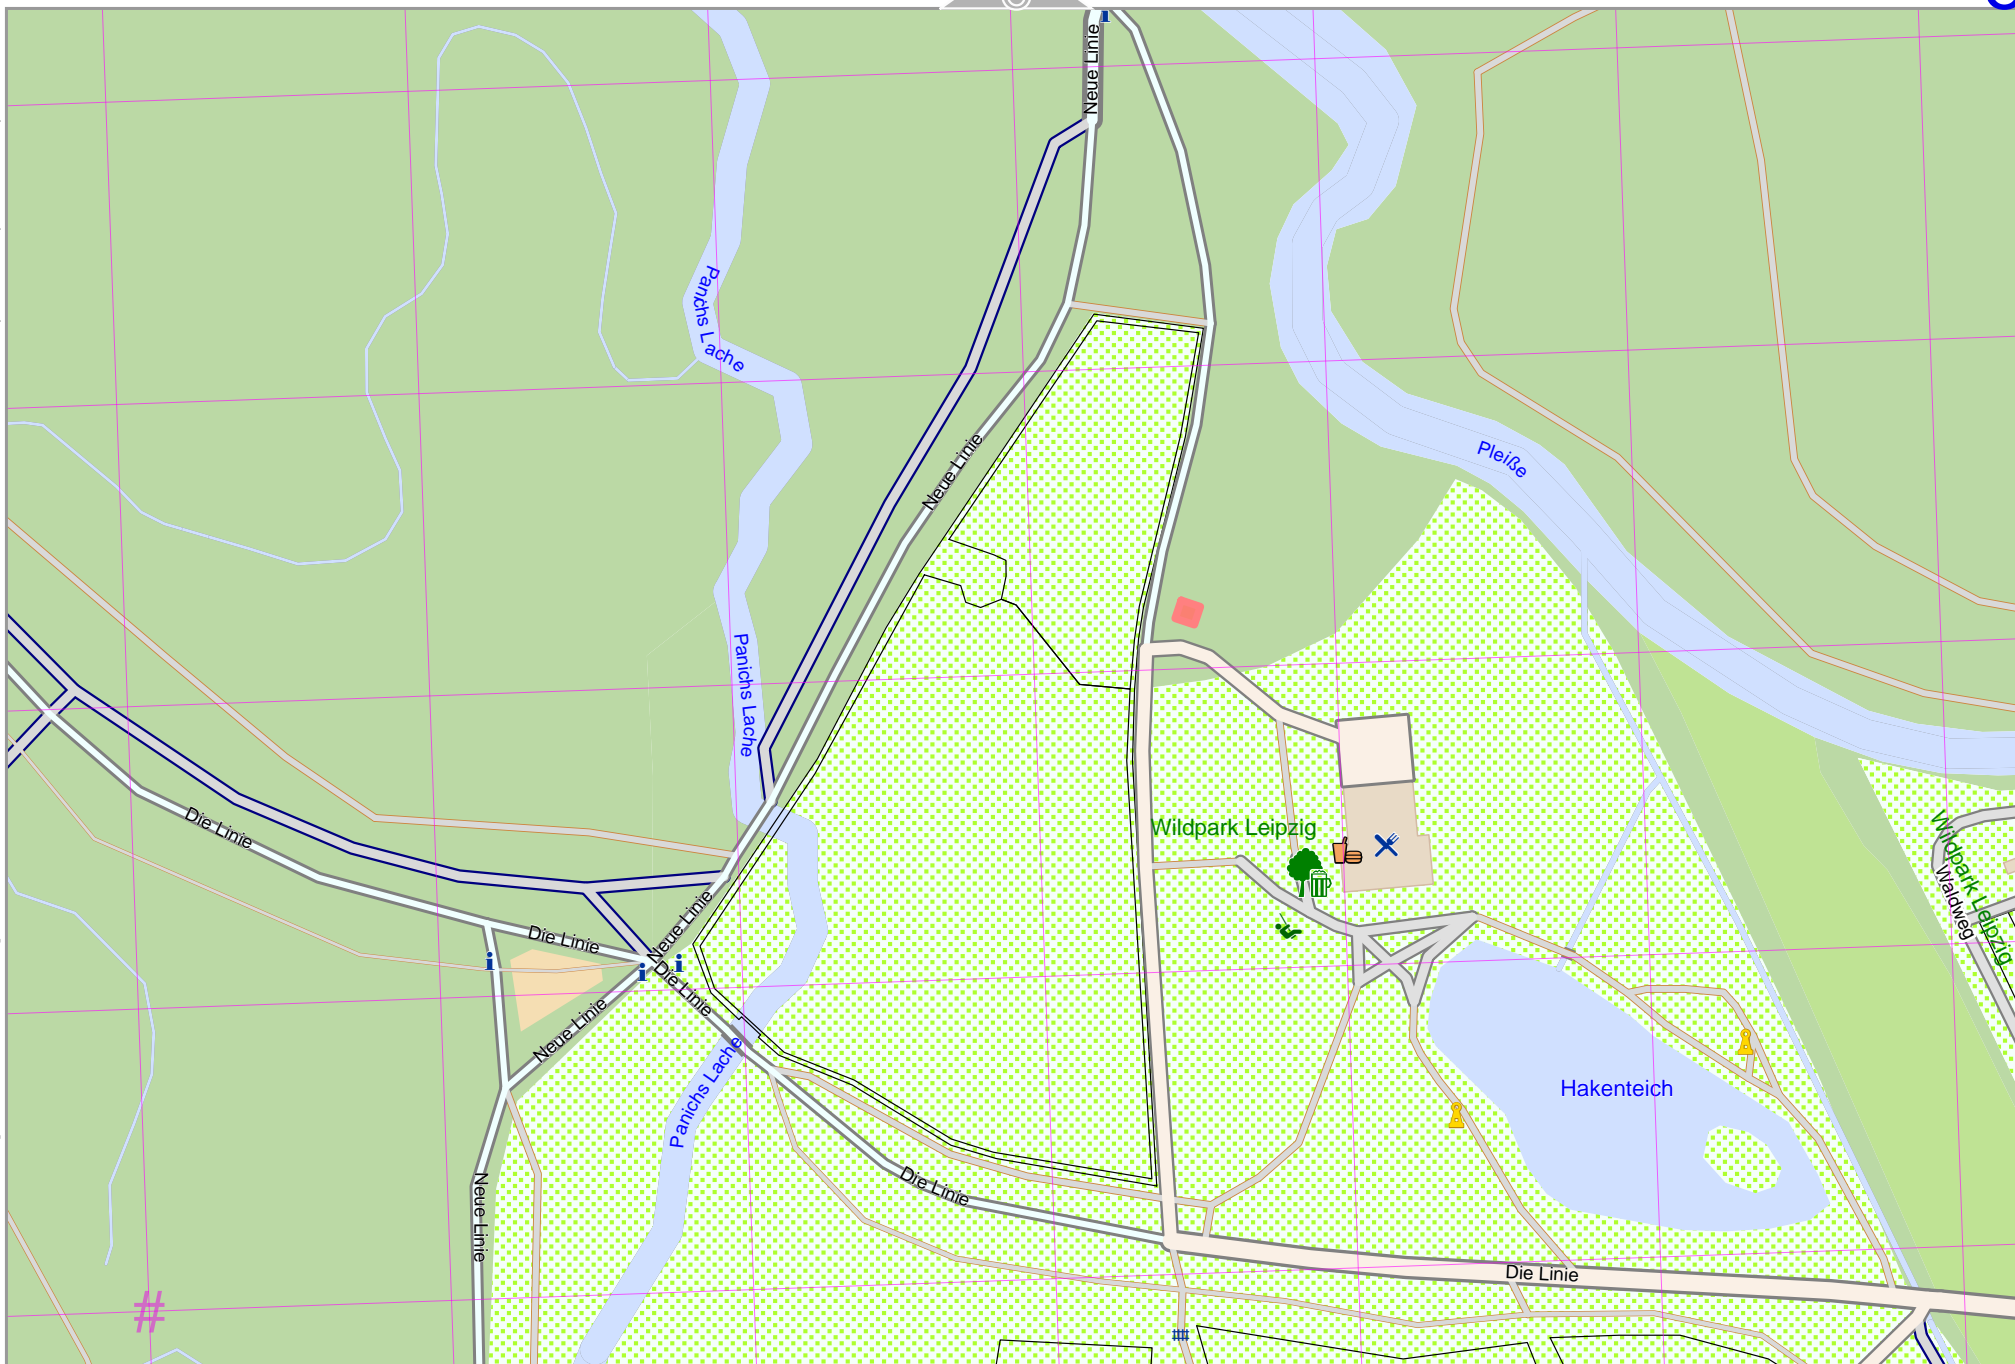 Neue Linie
Panichs Lache
Neue Linie
Pleiße
Panichs Lache
Die Linie
Wildpark Leipzig
Wildpark Leipzig
Waldweg
Neue Linie
Die Linie
Die Linie
Neue Linie
Panichs Lache
Hakenteich
Die Linie
Neue Linie
Die Linie
#